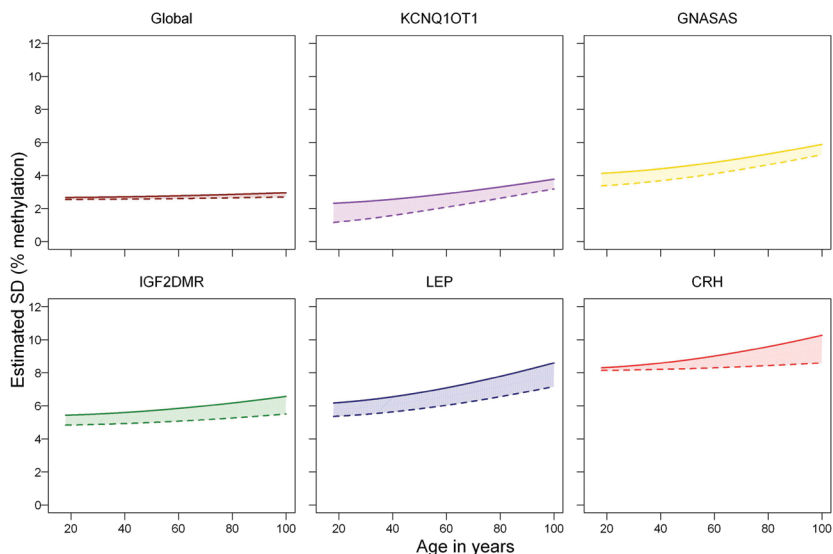 Global
KCNQ1OT1
GNASAS
12
10
8
6
4
2
0
Estimated SD (% methylation)
IGF2DMR
LEP
CRH
12
10
8
6
4
2
0
20 40 60 80 100
20 40 60 80 100
20 40 60 80 100
Age in years